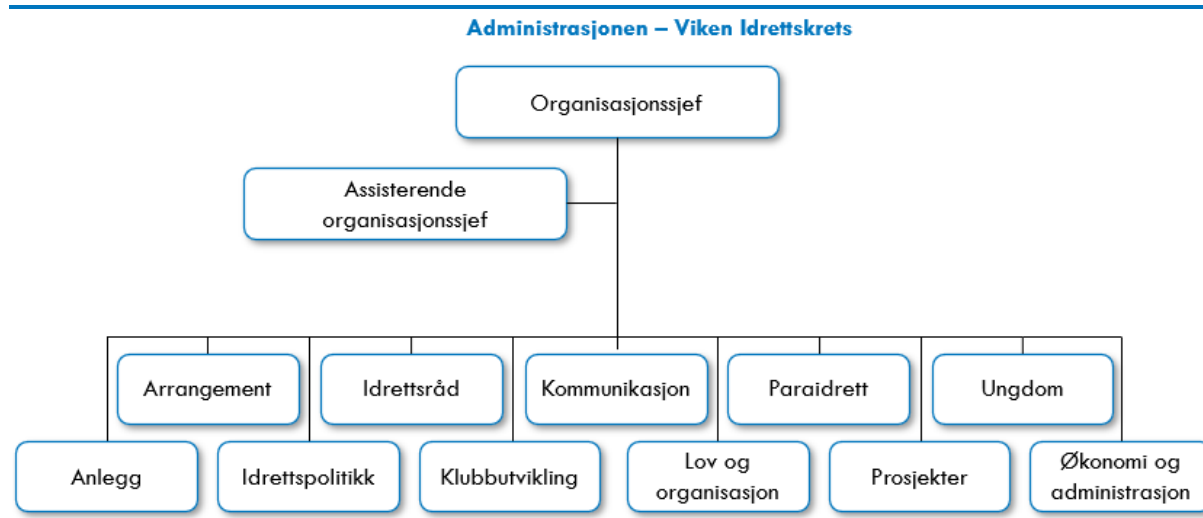 Administrasjonen – Viken Idrettskrets
Organisasjonssjef
Assisterende
organisasjonssjef
Arrangement
Idrettsråd
Kommunikasjon
Paraidrett
Ungdom
Anlegg
Idrettspolitikk
Klubbutvikling
Lov og
organisasjon
Prosjekter
Økonomi og
administrasjon